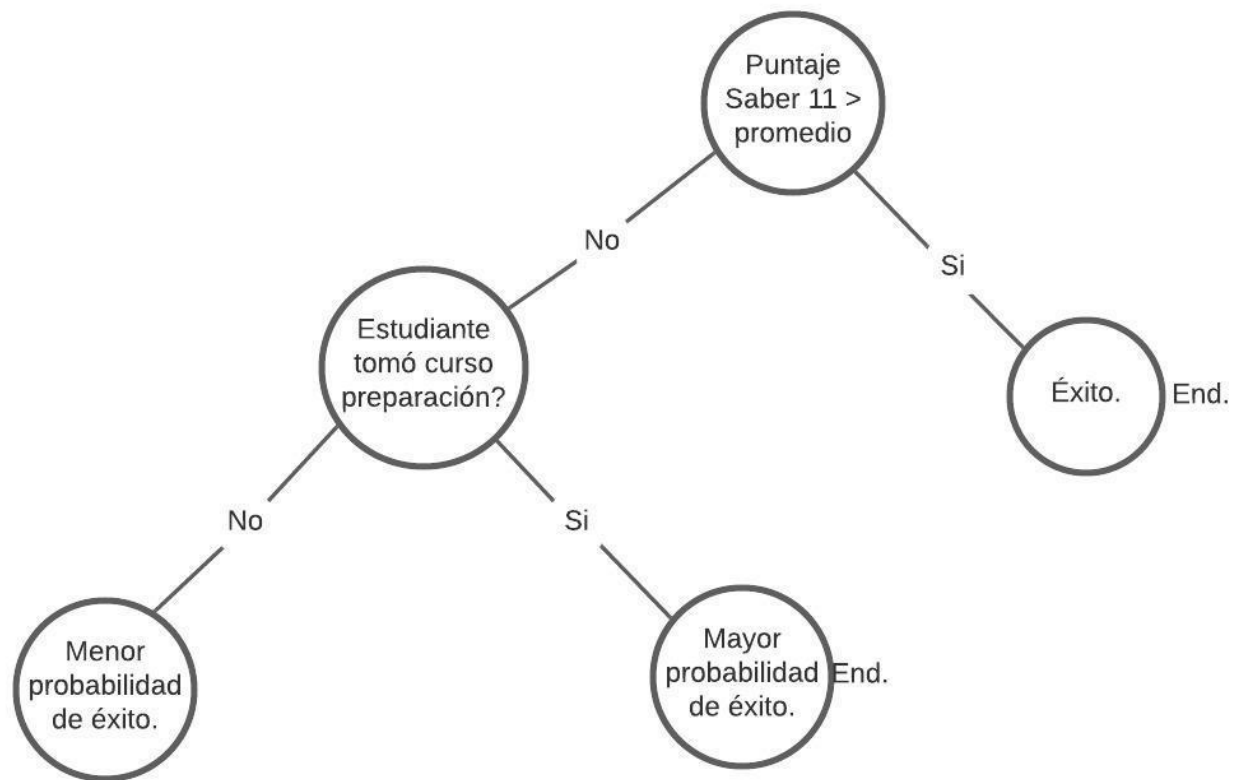 Puntaje
Saber 11 >
promedio
No
Si
Estudiante
tomó curso
preparación?
Éxito.
End.
No
Si
Menor
probabilidad
de éxito.
Mayor
probabilidad
de éxito.
End.